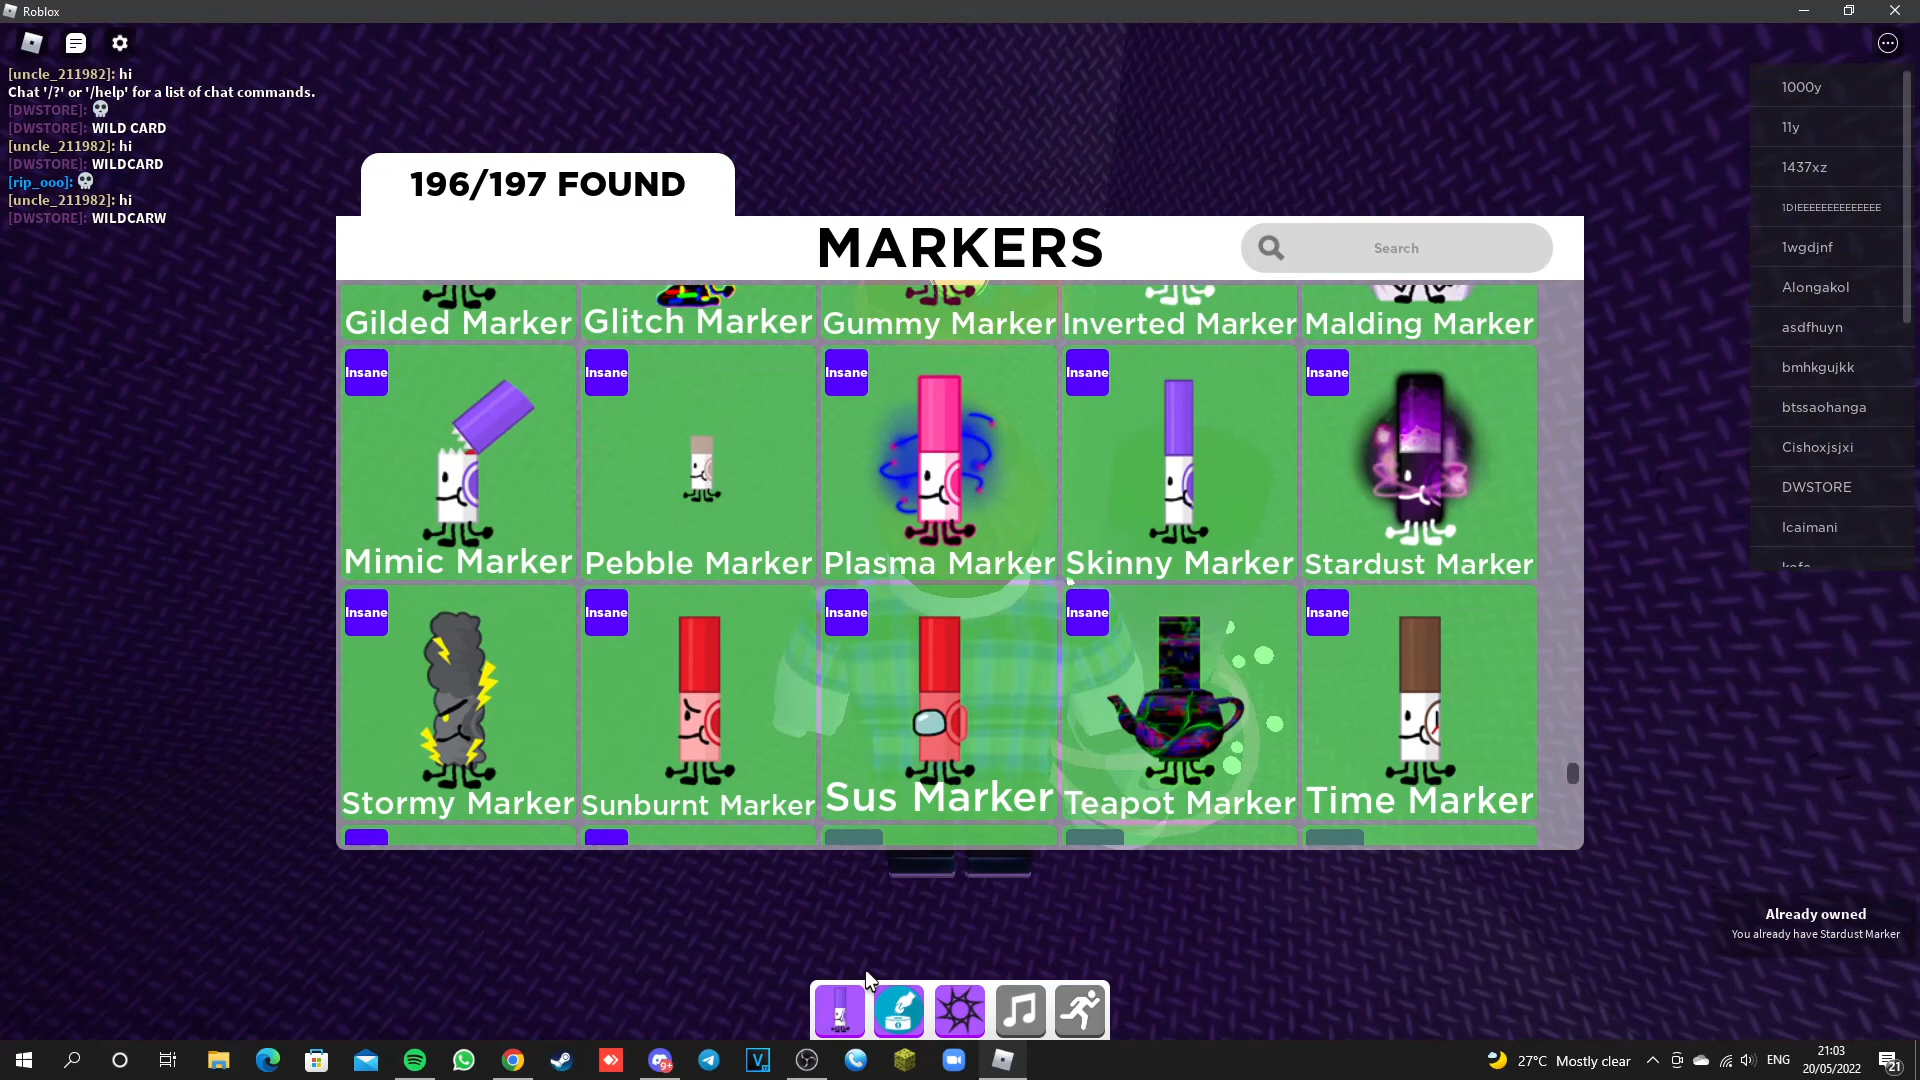 Roblox
[uncle_211982]: hi
Chat '/?' or '/help' for a list of chat commands.
[DWSTORE]: 💀
[DWSTORE]: WILD CARD
[uncle_211982]: hi
[DWSTORE]: WILDCARD
[rip_ooo]: 💀
[uncle_211982]: hi
[DWSTORE]: WILDCARW
196/197 FOUND
MARKERS
Search
Gilded Marker
Glitch Marker
Gummy Marker
Inverted Marker
Malding Marker
Insane
Insane
Insane
Insane
Insane
Mimic Marker
Pebble Marker
Plasma Marker
Skinny Marker
Stardust Marker
Insane
Insane
Insane
Insane
Insane
Stormy Marker
Sunburnt Marker
Sus Marker
Teapot Marker
Time Marker
1000y
11y
1437xz
1DIEEEEEEEEEEEEEE
1wgdjnf
Alongakol
asdfhuyn
bmhkgujkk
btssaohanga
Cishoxjsjxi
DWSTORE
Icaimani
Already owned
You already have Stardust Marker
9+
27°C Mostly clear
ENG
21:03
20/05/2022
21